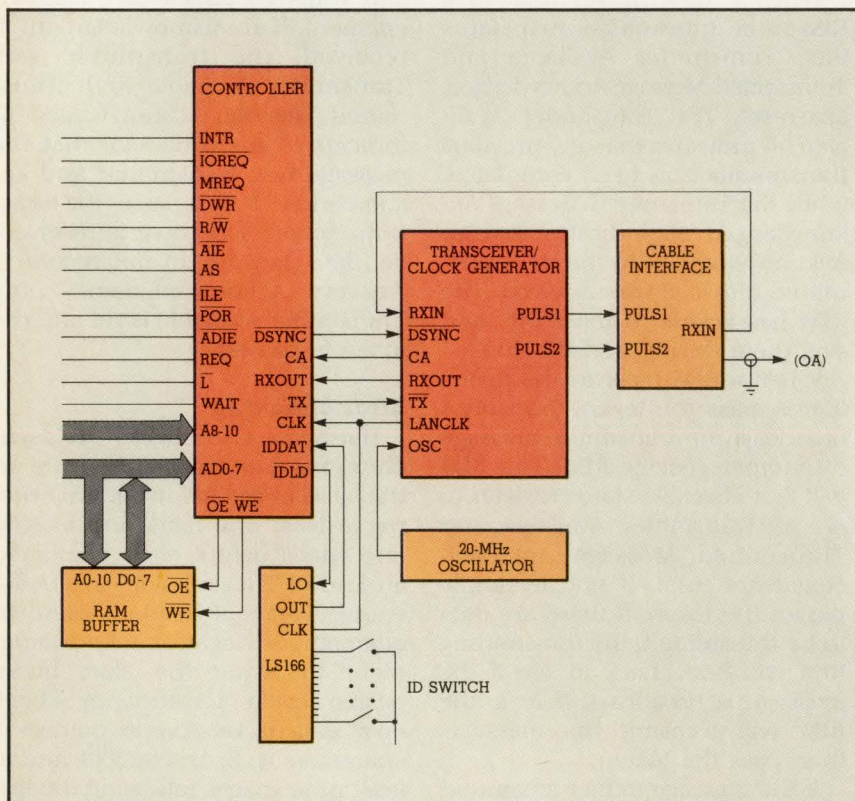 CONTROLLER
INTR
IOREQ
MREQ
DWR
R/W
AIE
AS
ILE
POR
ADIE
REQ
L
WAIT
A8-10
AD0-7
DSYNC
CA
RXOUT
TX
CLK
IDDAT
IDLD
OE WE
TRANSCEIVER/
CLOCK GENERATOR
RXIN
DSYNC
CA
RXOUT
TX
LANCLK
OSC
PULS1
PULS2
CABLE
INTERFACE
PULS1
PULS2
RXIN
(OA)
20-MHz
OSCILLATOR
A0-10 D0-7
OE
WE
RAM
BUFFER
LO
OUT
CLK
LS166
ID SWITCH